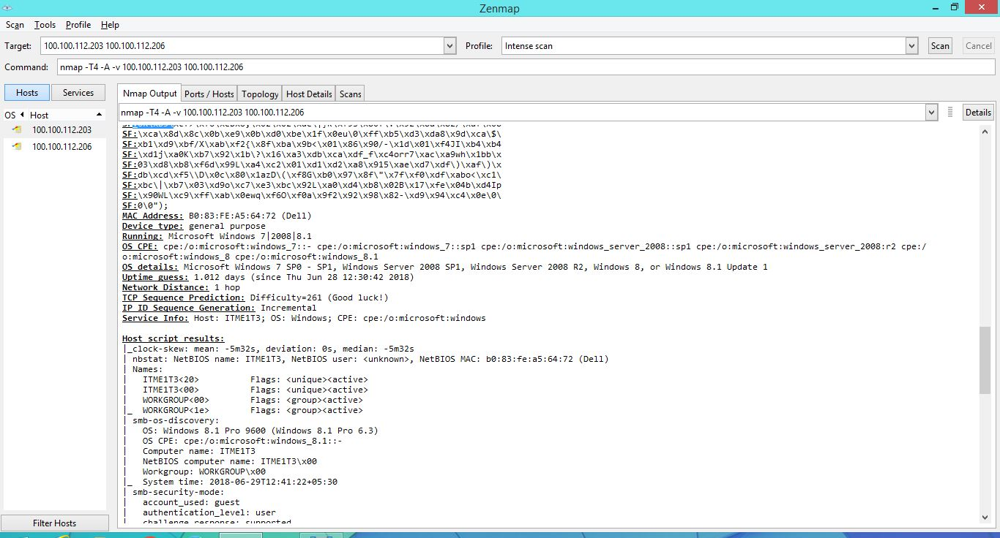 Zenmap
Scan Tools Profile Help
Target: 100.100.112.203 100.100.112.206 Profile: Intense scan Scan Cancel
Command: nmap -T4 -A -v 100.100.112.203 100.100.112.206
Hosts Services
Nmap Output Ports / Hosts Topology Host Details Scans
OS Host
nmap -T4 -A -v 100.100.112.203 100.100.112.206 Details
100.100.112.203
100.100.112.206
SF:\xca\x8d\x8c\x0b\xe9\x0b\xd0\xbe\x1f\x0eu\0\xff\xb5\xd3\xda8\x9d\xca\$\
SF:xb1\xd9\xbf/X\xab\xf2{\x8f\xba\x9b<\x01\x86\x90/-\x1d\x01\xf4JI\xb4\xb4
SF:\xd1j\xa0K\xb7\x92\x1b\?\x16\xa3\xdb\xca\xdf_f\xc4orr7\xac\xa9wh\x1bb\x
SF:03\xd8\xb8\xf6d\x99L\xa4\xc2\x01\xd1\xd2\xa8\x915\xae\xd7\xdf\)\xaf\)\x
SF:db\xcd\xf5\\D\x0c\x80\x1azD\(\xf8G\xb0\x97\x8f\"\x7f\xf0\xdf\xabo<\xc1\
SF:xbc\|\xb7\x03\xd9o\xc7\xe3\xbc\x92L\xa0\xd4\xb8\x02B\x17\xfe\x04b\xd4Ip
SF:\x90WL\xc9\xff\xab\x0ewq\xf6O\xf0a\x9f2\x92\x98\x82-\xd9\x94\xc4\x0e\0\
SF:0\0");
MAC Address: B0:83:FE:A5:64:72 (Dell)
Device type: general purpose
Running: Microsoft Windows 7|2008|8.1
OS CPE: cpe:/o:microsoft:windows_7::- cpe:/o:microsoft:windows_7::sp1 cpe:/o:microsoft:windows_server_2008::sp1 cpe:/o:microsoft:windows_server_2008:r2 cpe:/
o:microsoft:windows_8 cpe:/o:microsoft:windows_8.1
OS details: Microsoft Windows 7 SP0 - SP1, Windows Server 2008 SP1, Windows Server 2008 R2, Windows 8, or Windows 8.1 Update 1
Uptime guess: 1.012 days (since Thu Jun 28 12:30:42 2018)
Network Distance: 1 hop
TCP Sequence Prediction: Difficulty=261 (Good luck!)
IP ID Sequence Generation: Incremental
Service Info: Host: ITME1T3; OS: Windows; CPE: cpe:/o:microsoft:windows
Host script results:
|_clock-skew: mean: -5m32s, deviation: 0s, median: -5m32s
| nbstat: NetBIOS name: ITME1T3, NetBIOS user: <unknown>, NetBIOS MAC: b0:83:fe:a5:64:72 (Dell)
| Names:
|   ITME1T3<20>          Flags: <unique><active>
|   ITME1T3<00>          Flags: <unique><active>
|   WORKGROUP<00>        Flags: <group><active>
|_  WORKGROUP<1e>        Flags: <group><active>
| smb-os-discovery:
|   OS: Windows 8.1 Pro 9600 (Windows 8.1 Pro 6.3)
|   OS CPE: cpe:/o:microsoft:windows_8.1::-
|   Computer name: ITME1T3
|   NetBIOS computer name: ITME1T3\x00
|   Workgroup: WORKGROUP\x00
|_  System time: 2018-06-29T12:41:22+05:30
| smb-security-mode:
|   account_used: guest
|   authentication_level: user
|   challenge_response: supported
Filter Hosts